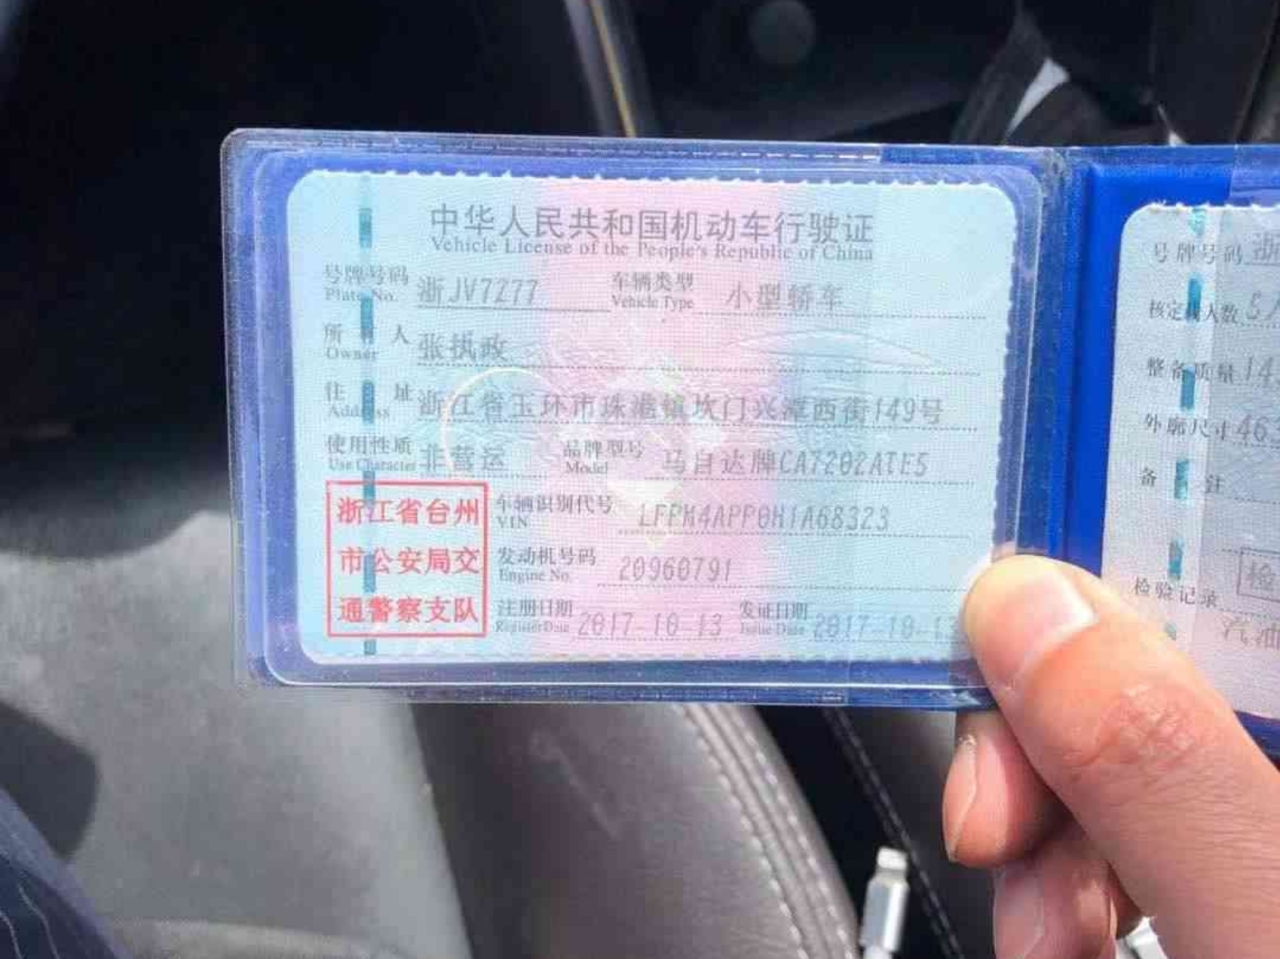 中华人民共和国机动车行驶证
Vehicle License of the People's Republic of China
号牌号码 浙JV7277 车辆类型 小型轿车
Plate No. Vehicle Type
所有人 张执政
Owner
住址 浙江省玉环市珠港镇坎门兴潭西街149号
Address
使用性质 非营运 品牌型号 马自达牌CA7202ATE5
Use Character Model
浙江省台州
市公安局交
通警察支队
车辆识别代号 LFPM4APP0H1A68323
VIN
发动机号码 20960791
Engine No.
注册日期 2017-10-13 发证日期 2017-10-13
Register Date Issue Date
号牌号码 浙
核定载人数 5人
整备质量 14
外廓尺寸 46
备注
检
检验记录
汽油